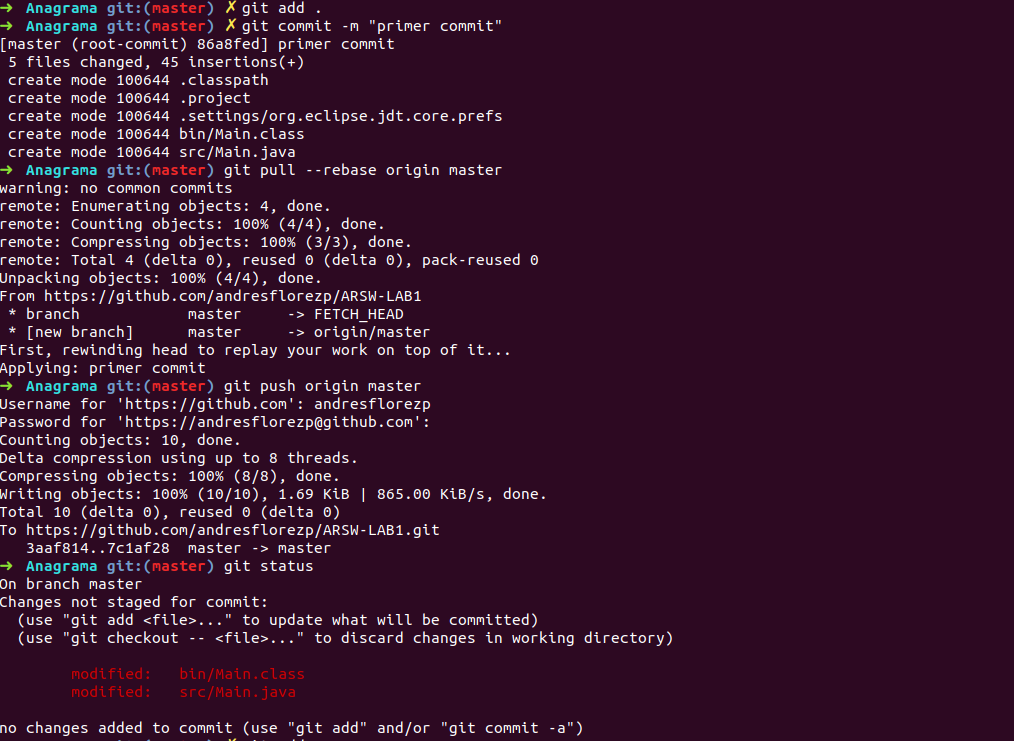 ➜ Anagrama git:(master) ✗ git add .
➜ Anagrama git:(master) ✗ git commit -m "primer commit"
[master (root-commit) 86a8fed] primer commit
 5 files changed, 45 insertions(+)
 create mode 100644 .classpath
 create mode 100644 .project
 create mode 100644 .settings/org.eclipse.jdt.core.prefs
 create mode 100644 bin/Main.class
 create mode 100644 src/Main.java
➜ Anagrama git:(master) git pull --rebase origin master
warning: no common commits
remote: Enumerating objects: 4, done.
remote: Counting objects: 100% (4/4), done.
remote: Compressing objects: 100% (3/3), done.
remote: Total 4 (delta 0), reused 0 (delta 0), pack-reused 0
Unpacking objects: 100% (4/4), done.
From https://github.com/andresflorezp/ARSW-LAB1
 * branch            master     -> FETCH_HEAD
 * [new branch]      master     -> origin/master
First, rewinding head to replay your work on top of it...
Applying: primer commit
➜ Anagrama git:(master) git push origin master
Username for 'https://github.com': andresflorezp
Password for 'https://andresflorezp@github.com':
Counting objects: 10, done.
Delta compression using up to 8 threads.
Compressing objects: 100% (8/8), done.
Writing objects: 100% (10/10), 1.69 KiB | 865.00 KiB/s, done.
Total 10 (delta 0), reused 0 (delta 0)
To https://github.com/andresflorezp/ARSW-LAB1.git
   3aaf814..7c1af28  master -> master
➜ Anagrama git:(master) git status
On branch master
Changes not staged for commit:
  (use "git add <file>..." to update what will be committed)
  (use "git checkout -- <file>..." to discard changes in working directory)
        modified:   bin/Main.class
        modified:   src/Main.java
no changes added to commit (use "git add" and/or "git commit -a")